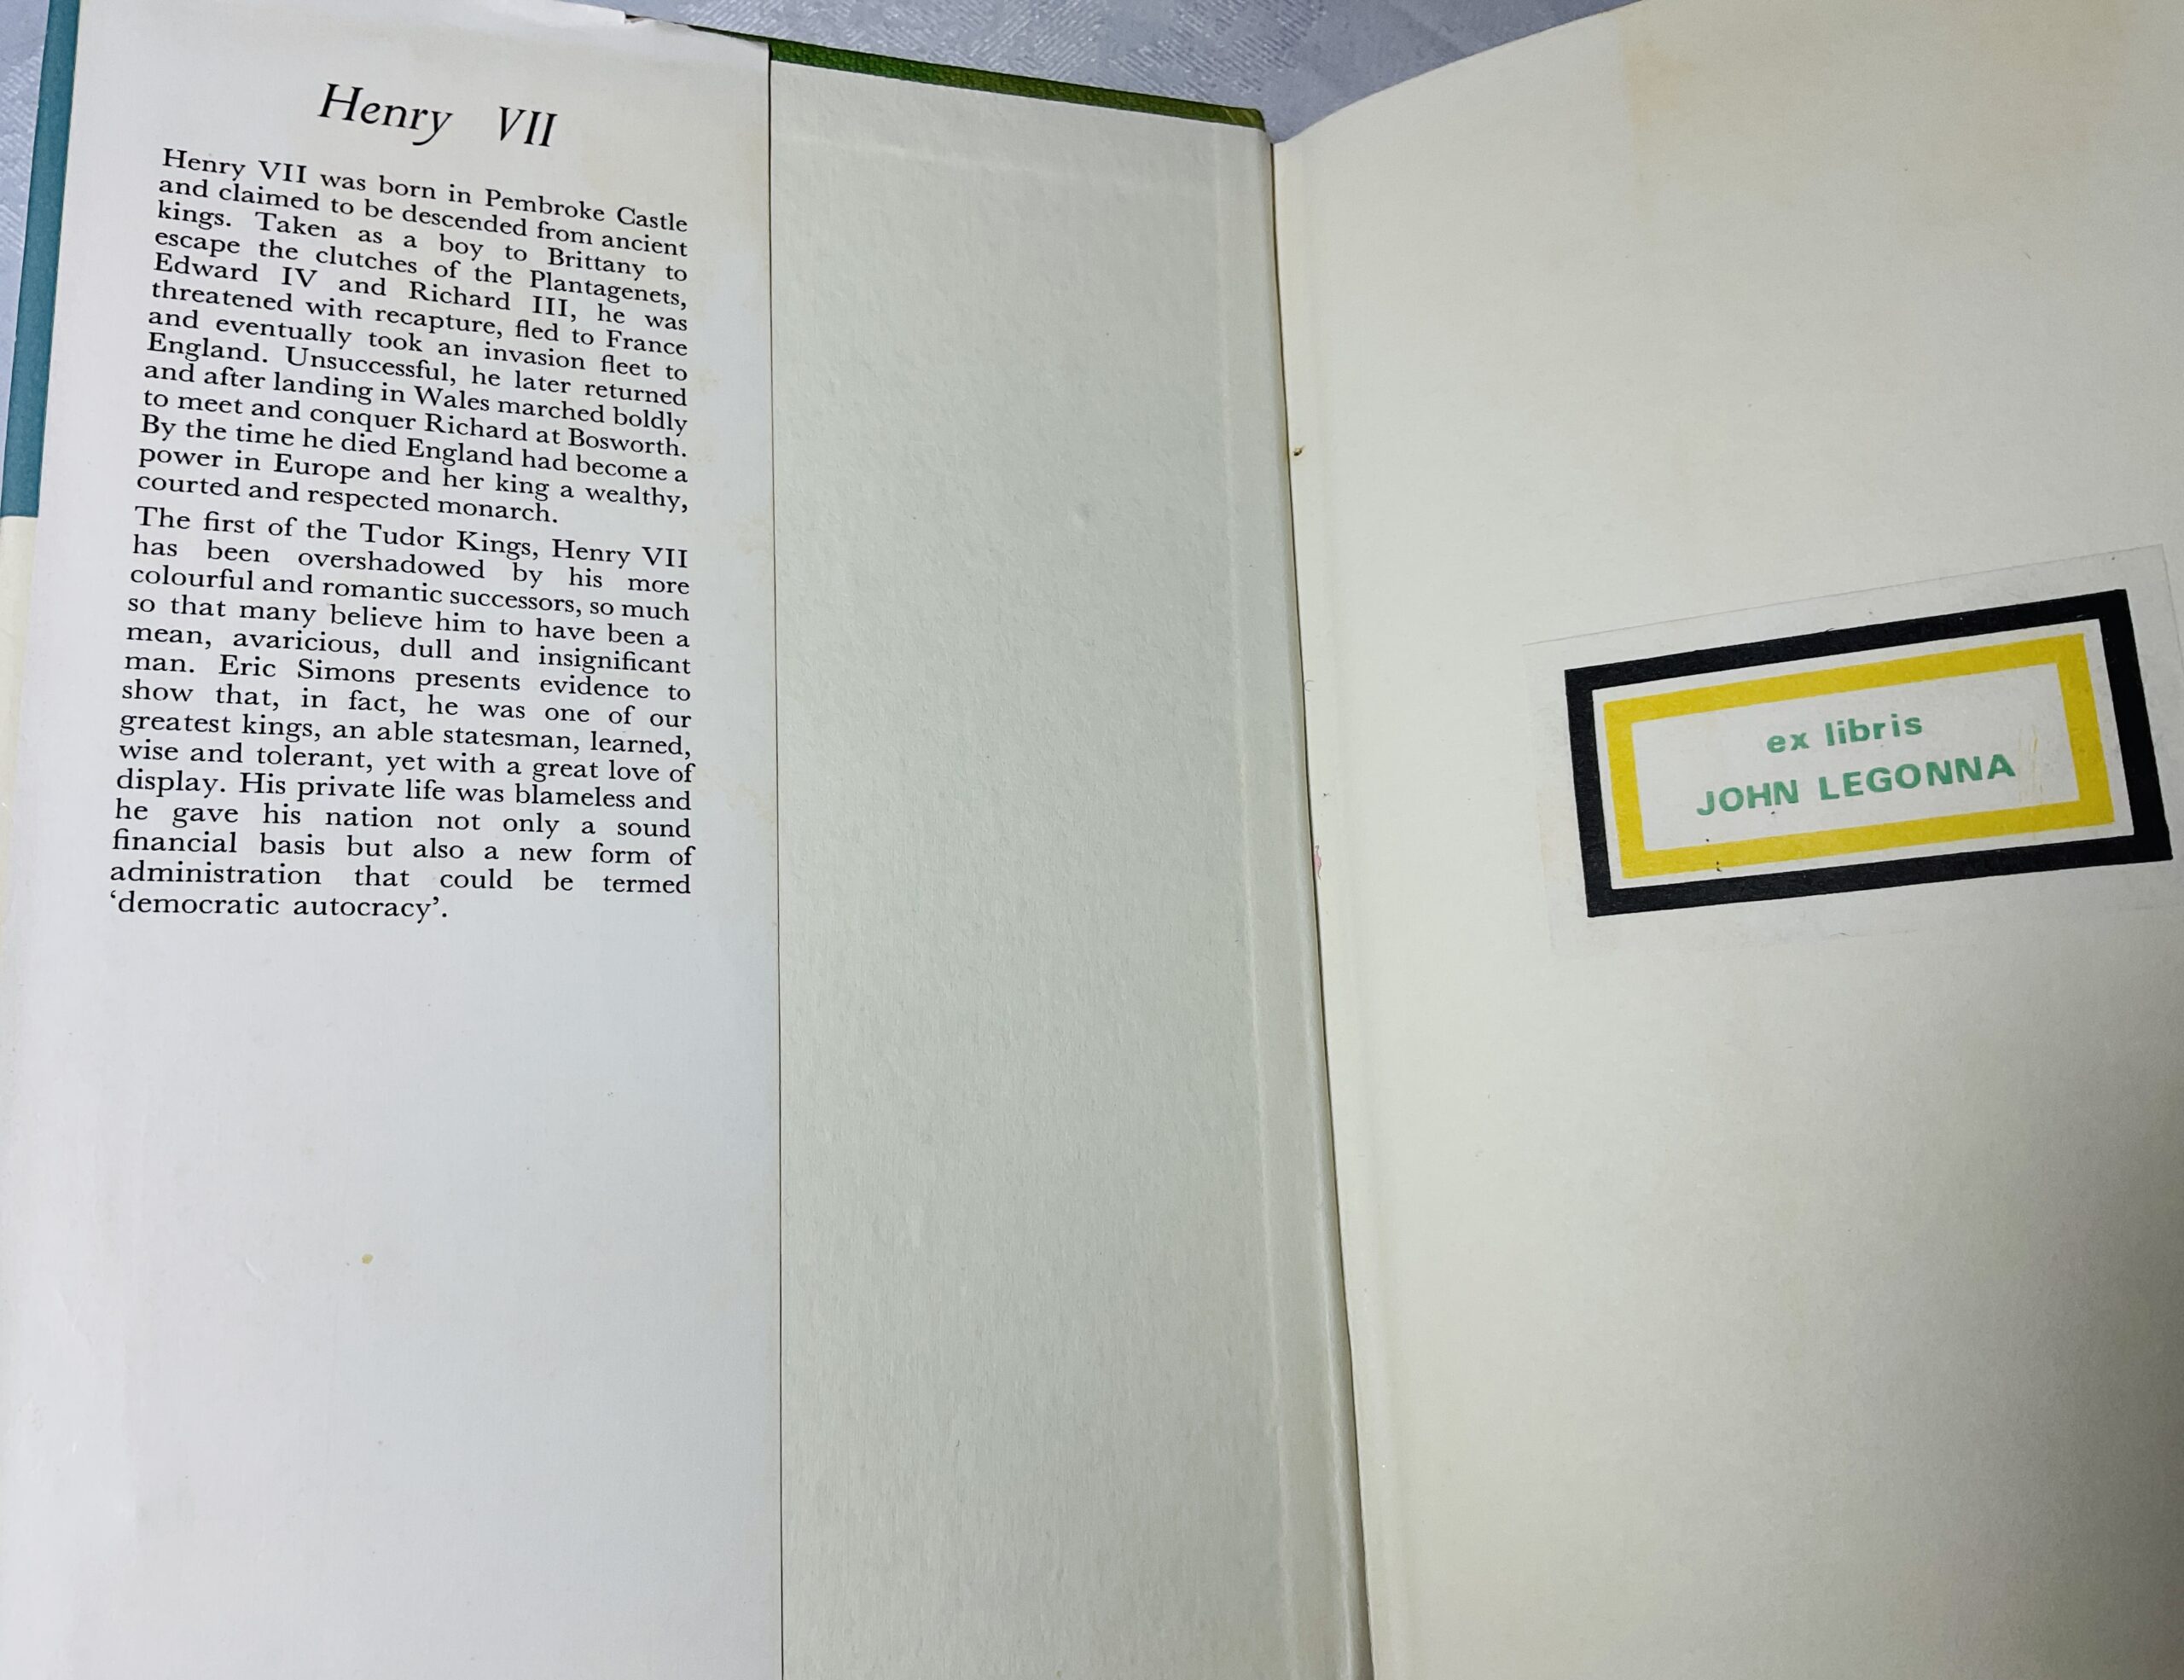 Henry VII
Henry VII was born in Pembroke Castle
and claimed to be descended from ancient
kings. Taken as a boy to Brittany to
escape the clutches of the Plantagenets,
Edward IV and Richard III, he was
threatened with recapture, fled to France
and eventually took an invasion fleet to
England. Unsuccessful, he later returned
and after landing in Wales marched boldly
to meet and conquer Richard at Bosworth.
By the time he died England had become a
power in Europe and her king a wealthy,
courted and respected monarch.
The first of the Tudor Kings, Henry VII
has been overshadowed by his more
colourful and romantic successors, so much
so that many believe him to have been a
mean, avaricious, dull and insignificant
man. Eric Simons presents evidence to
show that, in fact, he was one of our
greatest kings, an able statesman, learned,
wise and tolerant, yet with a great love of
display. His private life was blameless and
he gave his nation not only a sound
financial basis but also a new form of
administration that could be termed
‘democratic autocracy’.
ex libris
JOHN LEGONNA